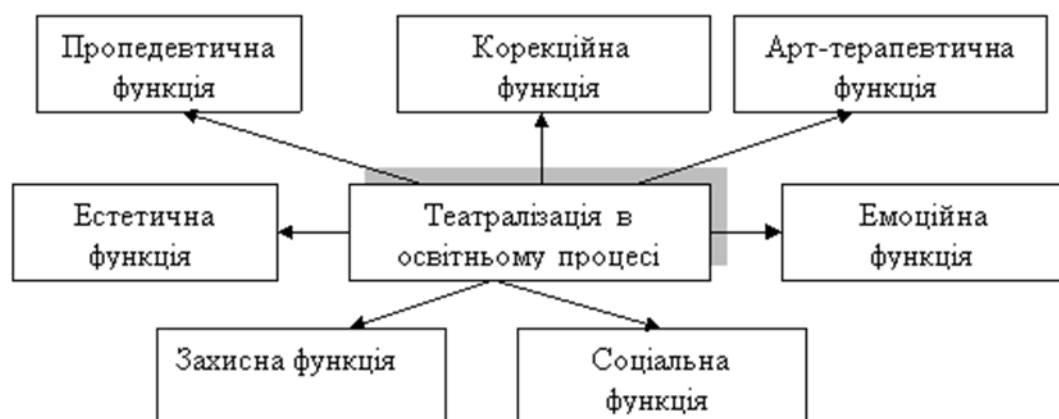 Пропедевтична
функція
Корекційна
функція
Арт-терапевтична
функція
Естетична
функція
Театралізація в
освітньому процесі
Емоційна
функція
Захисна функція
Соціальна
функція